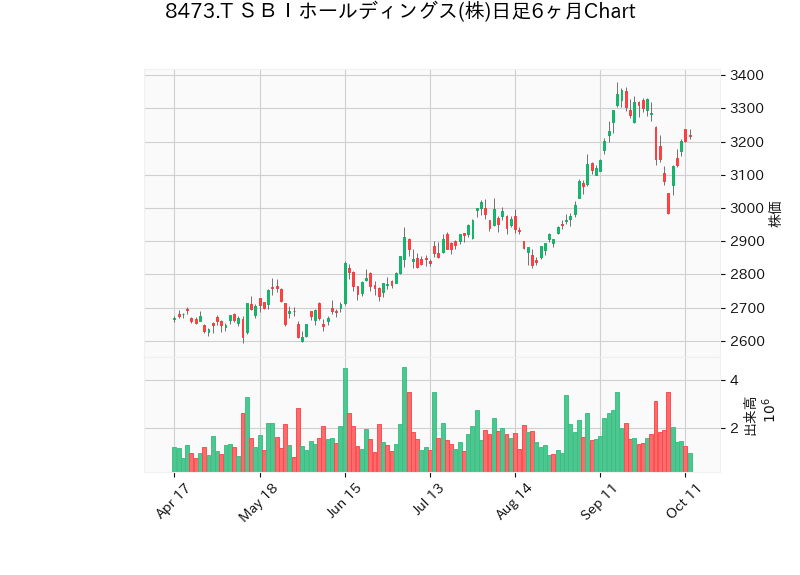 8473.T ＳＢＩホールディングス(株)日足6ヶ月Chart
3400
3300
3200
3100
3000
2900
2800
2700
2600
株価
4
2
出来高
10⁶
Apr 17
May 18
Jun 15
Jul 13
Aug 14
Sep 11
Oct 11